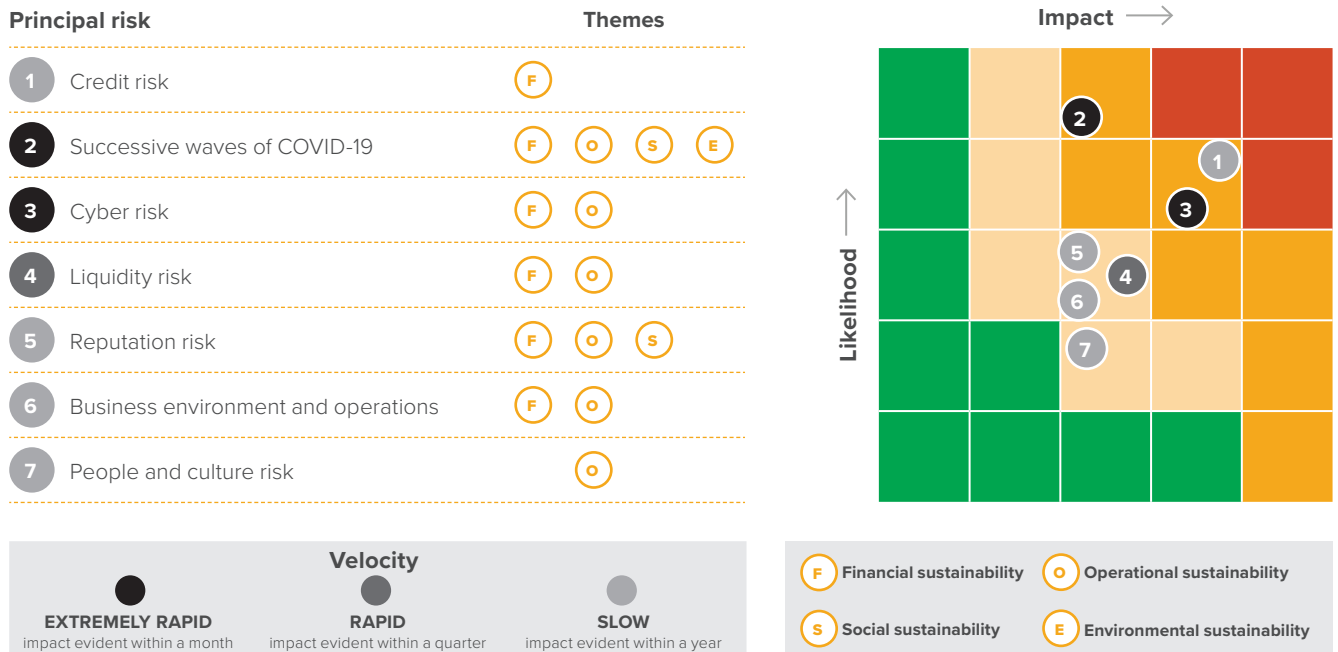 Principal risk Themes
1 Credit risk F
2 Successive waves of COVID-19 F O S E
3 Cyber risk F O
4 Liquidity risk F O
5 Reputation risk F O S
6 Business environment and operations F O
7 People and culture risk O
Velocity
EXTREMELY RAPID
impact evident within a month
RAPID
impact evident within a quarter
SLOW
impact evident within a year
Impact
Likelihood
2
1
3
5
4
6
7
F Financial sustainability
O Operational sustainability
S Social sustainability
E Environmental sustainability